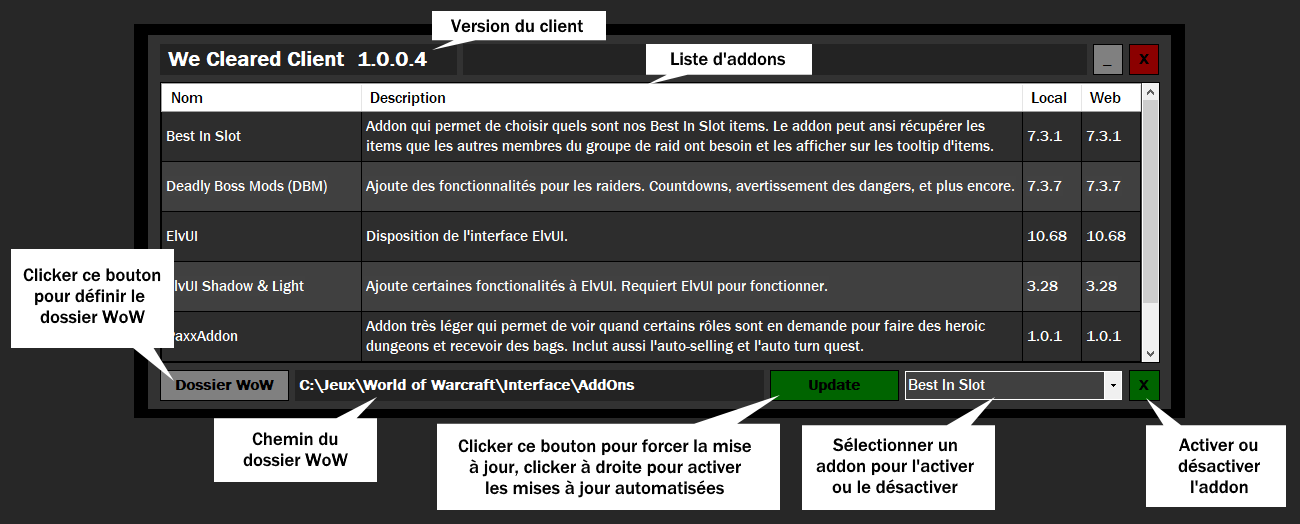 Version du client
We Cleared Client 1.0.0.4
Liste d'addons
_
X
Nom Description Local Web
Best In Slot
Addon qui permet de choisir quels sont nos Best In Slot items. Le addon peut ansi récupérer les
items que les autres membres du groupe de raid ont besoin et les afficher sur les tooltip d'items.
7.3.1 7.3.1
Deadly Boss Mods (DBM) Ajoute des fonctionnalités pour les raiders. Countdowns, avertissement des dangers, et plus encore. 7.3.7 7.3.7
ElvUI Disposition de l'interface ElvUI. 10.68 10.68
Clicker ce bouton
pour définir le
dossier WoW
lvUI Shadow & Light Ajoute certaines fonctionalités à ElvUI. Requiert ElvUI pour fonctionner. 3.28 3.28
axxAddon
Addon très léger qui permet de voir quand certains rôles sont en demande pour faire des heroic
dungeons et recevoir des bags. Inclut aussi l'auto-selling et l'auto turn quest.
1.0.1 1.0.1
Dossier WoW C:\Jeux\World of Warcraft\Interface\AddOns Update Best In Slot X
Chemin du
dossier WoW
Clicker ce bouton pour forcer la mise
à jour, clicker à droite pour activer
les mises à jour automatisées
Sélectionner un
addon pour l'activer
ou le désactiver
Activer ou
désactiver
l'addon